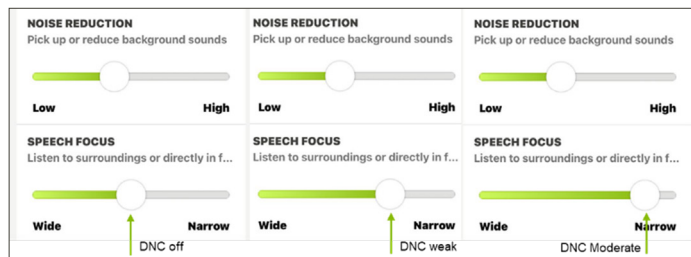 NOISE REDUCTION
Pick up or reduce background sounds
Low High
SPEECH FOCUS
Listen to surroundings or directly in f...
Wide Narrow
DNC off
NOISE REDUCTION
Pick up or reduce background sounds
Low High
SPEECH FOCUS
Listen to surroundings or directly in f...
Wide Narrow
DNC weak
NOISE REDUCTION
Pick up or reduce background sounds
Low High
SPEECH FOCUS
Listen to surroundings or directly in f...
Wide Narrow
DNC Moderate